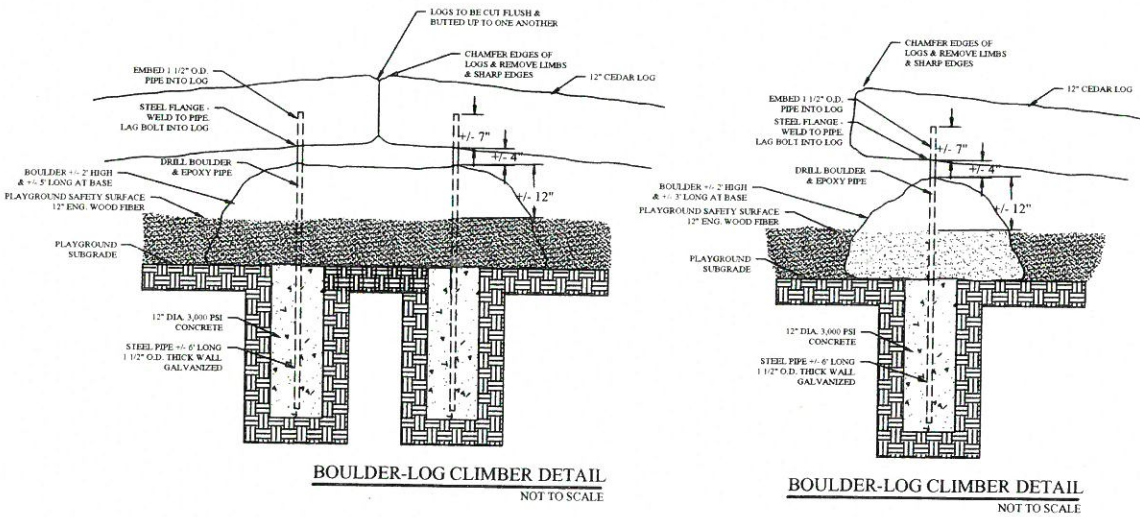 LOGS TO BE CUT FLUSH &
BUTTED UP TO ONE ANOTHER
CHAMFER EDGES OF
LOGS & REMOVE LIMBS
& SHARP EDGES
EMBED 1 1/2" O.D.
PIPE INTO LOG
12" CEDAR LOG
STEEL FLANGE -
WELD TO PIPE.
LAG BOLT INTO LOG
+/- 7"
+/- 4"
DRILL BOULDER
& EPOXY PIPE
BOULDER +/- 2' HIGH
& +/- 5' LONG AT BASE
+/- 12"
PLAYGROUND SAFETY SURFACE
12" ENG. WOOD FIBER
PLAYGROUND
SUBGRADE
12" DIA. 3,000 PSI
CONCRETE
STEEL PIPE +/- 6' LONG
1 1/2" O.D. THICK WALL
GALVANIZED
BOULDER-LOG CLIMBER DETAIL
NOT TO SCALE
CHAMFER EDGES OF
LOGS & REMOVE LIMBS
& SHARP EDGES
12" CEDAR LOG
EMBED 1 1/2" O.D.
PIPE INTO LOG
STEEL FLANGE -
WELD TO PIPE.
LAG BOLT INTO LOG
+/- 7"
+/- 4"
DRILL BOULDER
& EPOXY PIPE
BOULDER +/- 2' HIGH
& +/- 3' LONG AT BASE
+/- 12"
PLAYGROUND SAFETY SURFACE
12" ENG. WOOD FIBER
PLAYGROUND
SUBGRADE
12" DIA. 3,000 PSI
CONCRETE
STEEL PIPE +/- 6' LONG
1 1/2" O.D. THICK WALL
GALVANIZED
BOULDER-LOG CLIMBER DETAIL
NOT TO SCALE